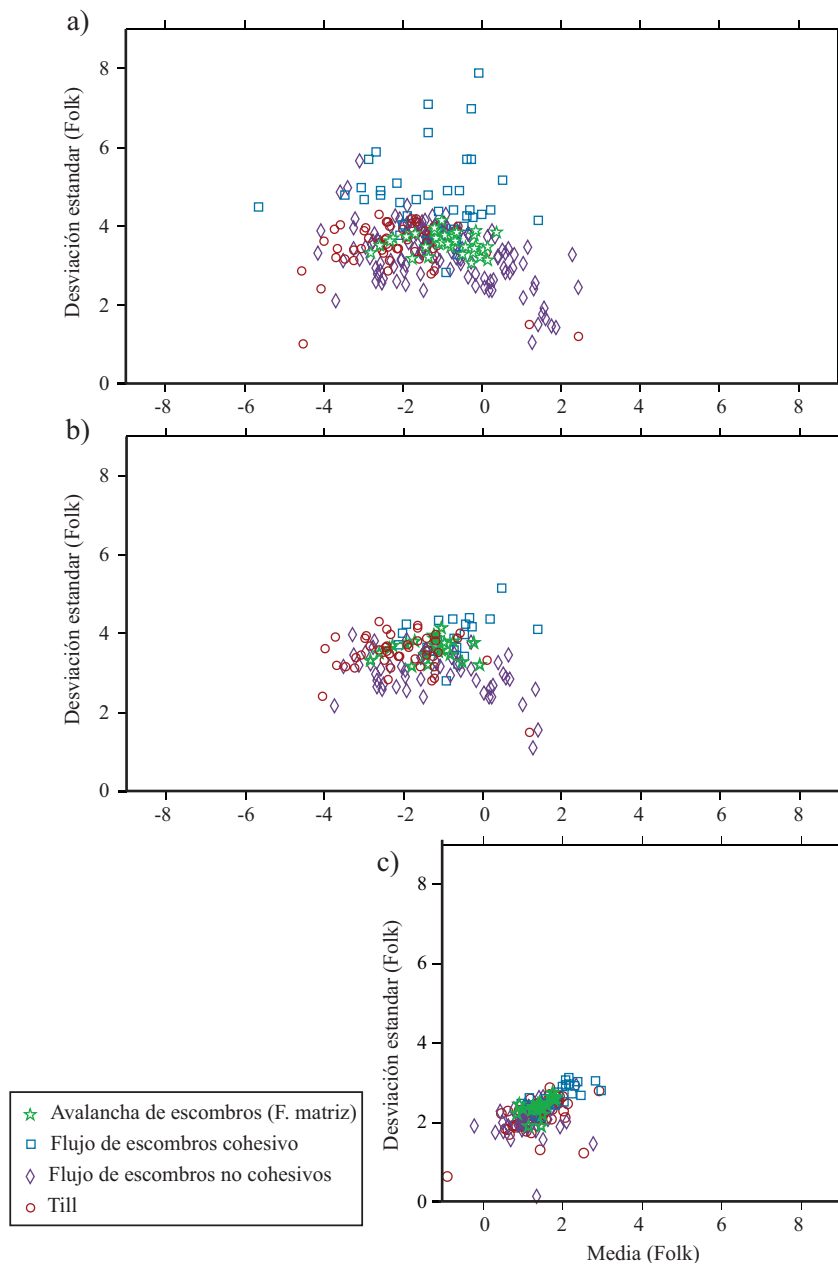 a)
Desviación estandar (Folk)
8
6
4
2
0
-8 -6 -4 -2 0 2 4 6 8
b)
Desviación estandar (Folk)
8
6
4
2
0
-8 -6 -4 -2 0 2 4 6 8
c)
Desviación estandar (Folk)
8
6
4
2
0
0 2 4 6 8
Media (Folk)
Avalancha de escombros (F. matriz)
Flujo de escombros cohesivo
Flujo de escombros no cohesivos
Till